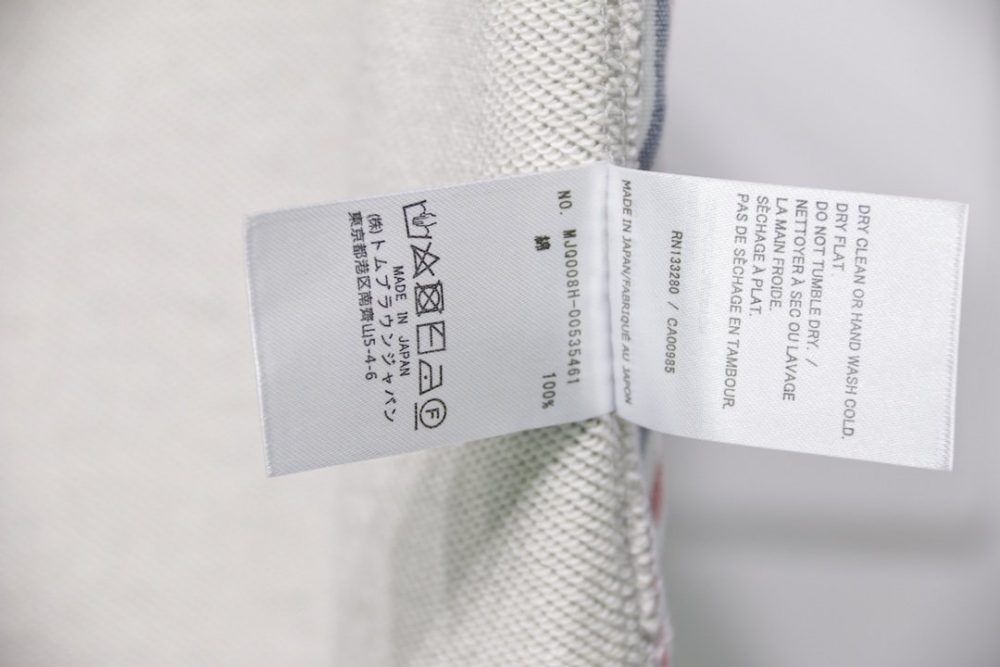 NO. MJQ008H-00535461
綿 100%
MADE IN JAPAN
(株)トムブラウンジャパン
東京都港区南青山5-4-6
MADE IN JAPAN/FABRIQUÉ AU JAPON
RN133280 / CA00985
DRY CLEAN OR HAND WASH COLD.
DRY FLAT
DO NOT TUMBLE DRY. /
NETTOYER À SEC OU LAVAGE
LA MAIN FROIDE.
SÈCHAGE À PLAT.
PAS DE SÈCHAGE EN TAMBOUR.